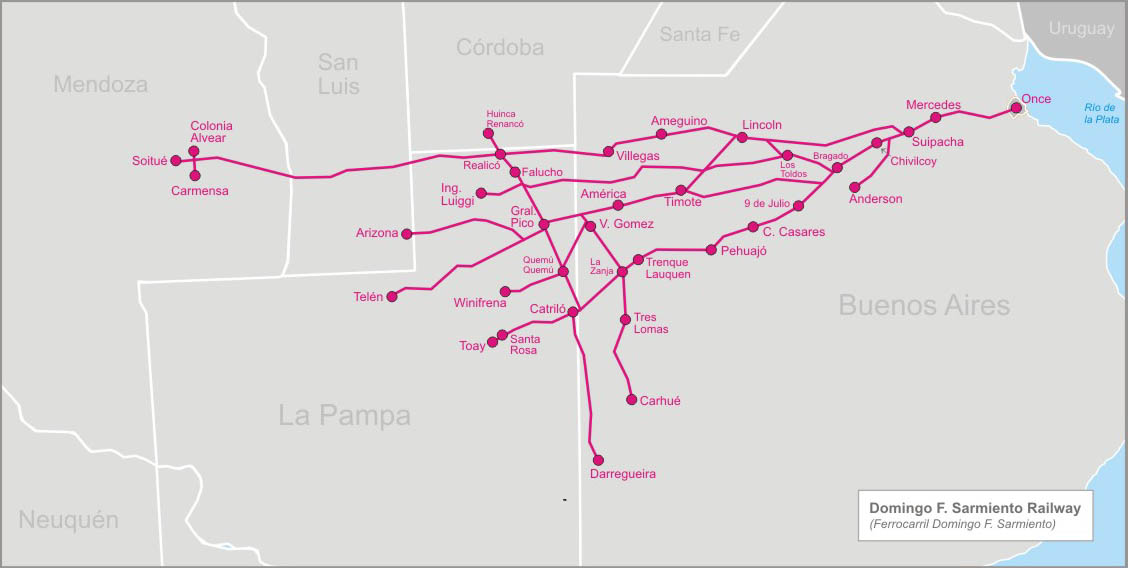 Uruguay
Santa Fe
Córdoba
San
Luis
Mendoza
Río de
la Plata
Once
Mercedes
Suipacha
Chivilcoy
Anderson
Bragado
Lincoln
Los
Toldos
Ameguino
Villegas
Huinca
Renancó
Realicó
Falucho
Colonia
Alvear
Soitué
Carmensa
Ing.
Luiggi
América
Timote
9 de Julio
C. Casares
Pehuajó
Gral.
Pico
V. Gomez
Arizona
Quemú
Quemú
La
Zanja
Trenque
Lauquen
Telén
Winifrena
Catriló
Tres
Lomas
Toay
Santa
Rosa
Carhué
Darregueira
Buenos Aires
La Pampa
Neuquén
Domingo F. Sarmiento Railway
(Ferrocarril Domingo F. Sarmiento)